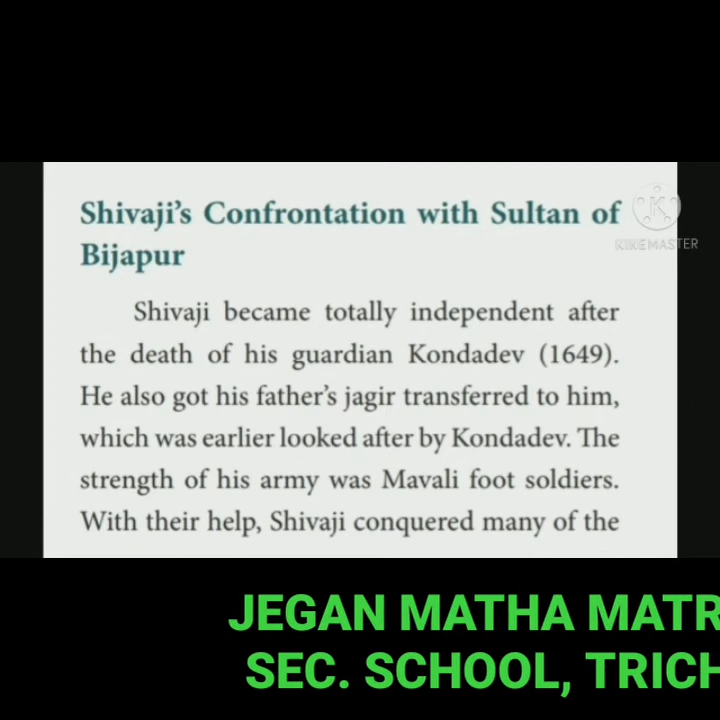 Shivaji's Confrontation with Sultan of
Bijapur
KINEMASTER
Shivaji became totally independent after
the death of his guardian Kondadev (1649).
He also got his father's jagir transferred to him,
which was earlier looked after by Kondadev. The
strength of his army was Mavali foot soldiers.
With their help, Shivaji conquered many of the
JEGAN MATHA MATR
SEC. SCHOOL, TRICH